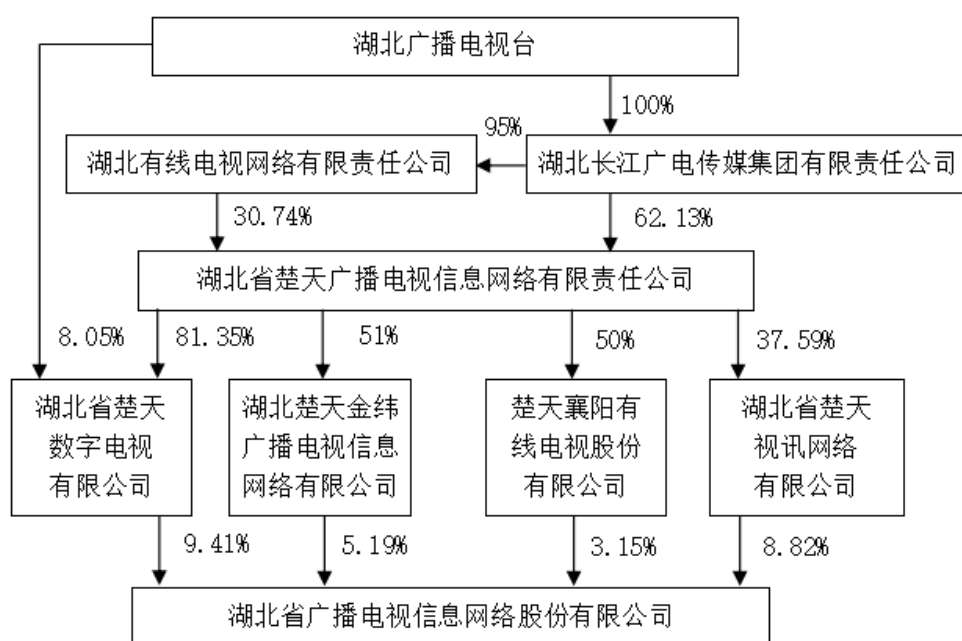 湖北广播电视台
100%
95%
湖北有线电视网络有限责任公司
湖北长江广电传媒集团有限责任公司
30.74%
62.13%
湖北省楚天广播电视信息网络有限责任公司
8.05%
81.35%
51%
50%
37.59%
湖北省楚天
数字电视
有限公司
湖北楚天金纬
广播电视信息
网络有限公司
楚天襄阳有
线电视股份
有限公司
湖北省楚天
视讯网络
有限公司
9.41%
5.19%
3.15%
8.82%
湖北省广播电视信息网络股份有限公司